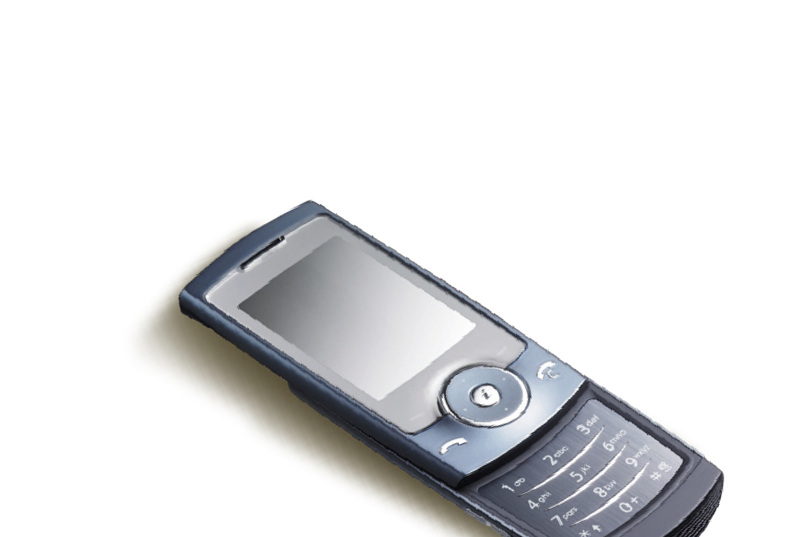 i
1
2abc
3def
4ghi
5jkl
6mno
7pqrs
8tuv
9wxyz
* 
0+
#